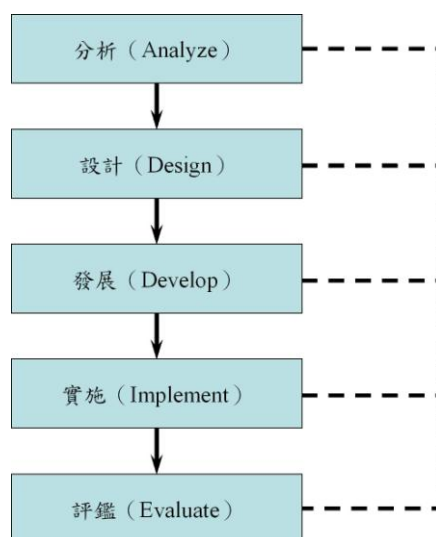 分析（Analyze）
設計（Design）
發展（Develop）
實施（Implement）
評鑑（Evaluate）